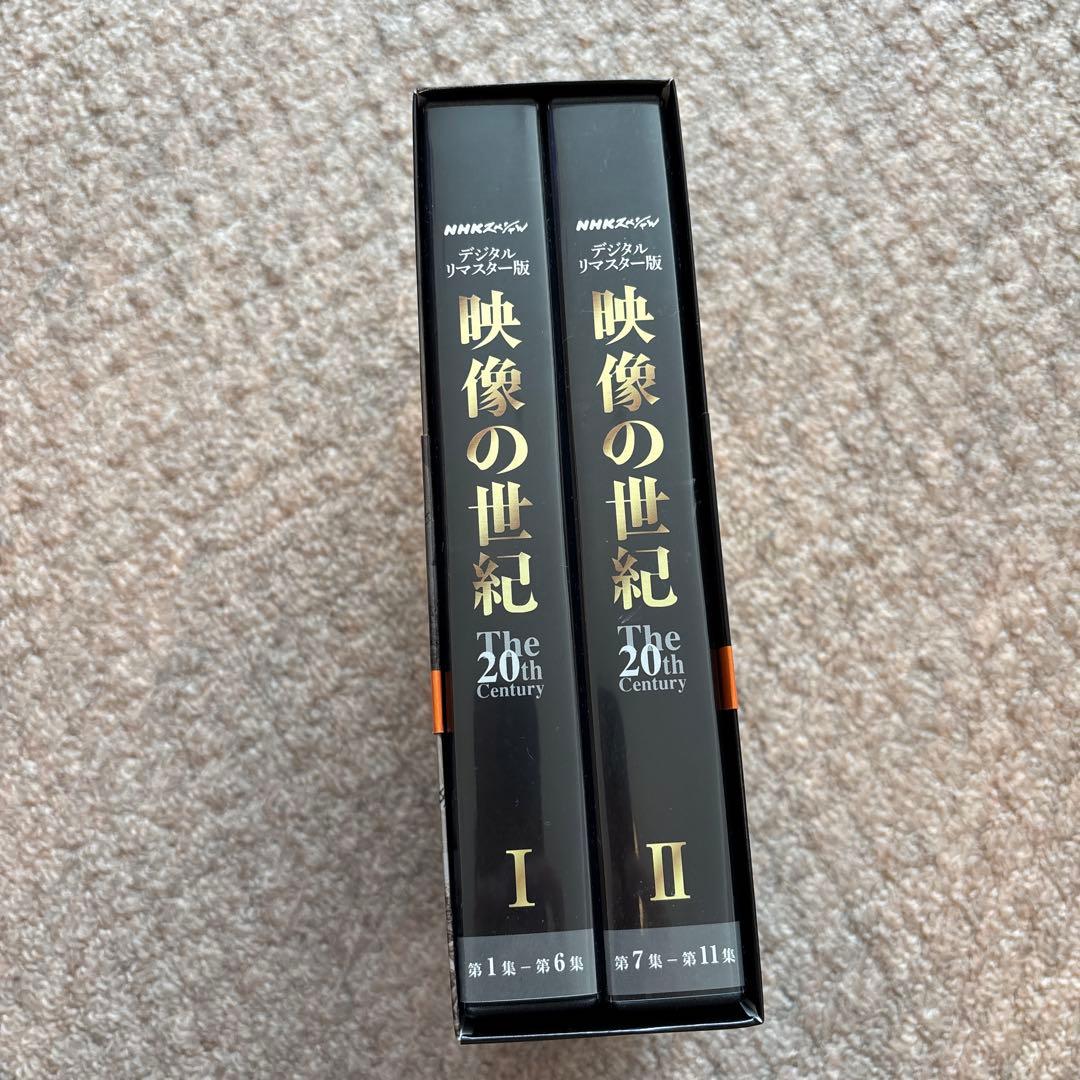 NHKスペシャル
デジタル
リマスター版
映像の世紀
The
20th
Century
I
第1集-第6集
NHKスペシャル
デジタル
リマスター版
映像の世紀
The
20th
Century
II
第7集-第11集